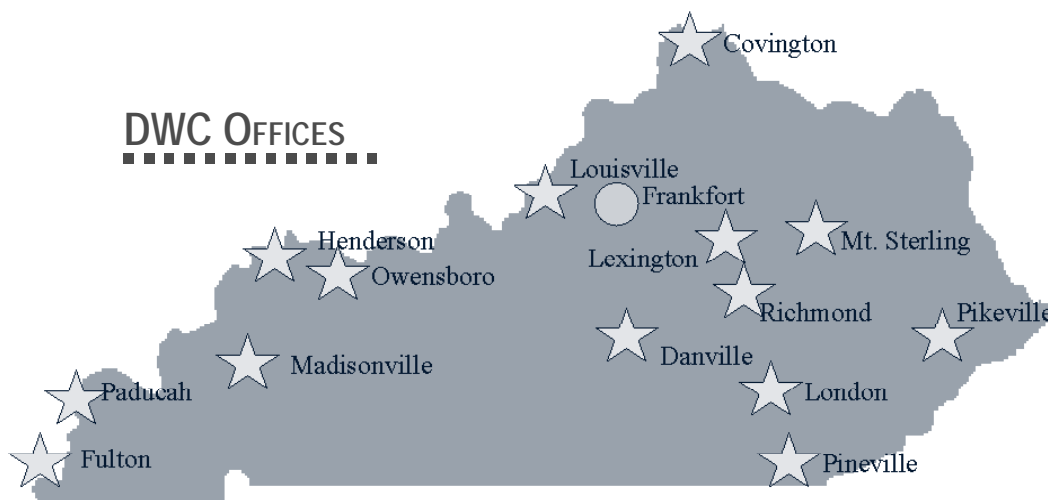 Covington
DWC OFFICES
Louisville
Frankfort
Henderson
Mt. Sterling
Lexington
Owensboro
Richmond
Pikeville
Danville
Madisonville
Paducah
London
Fulton
Pineville